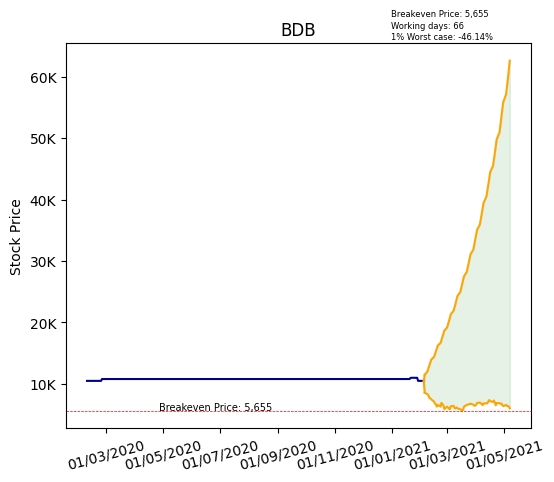 Breakeven Price: 5,655
Working days: 66
1% Worst case: -46.14%
BDB
Stock Price
60K
50K
40K
30K
20K
10K
Breakeven Price: 5,655
01/03/2020 01/05/2020 01/07/2020 01/09/2020 01/11/2020 01/01/2021 01/03/2021 01/05/2021